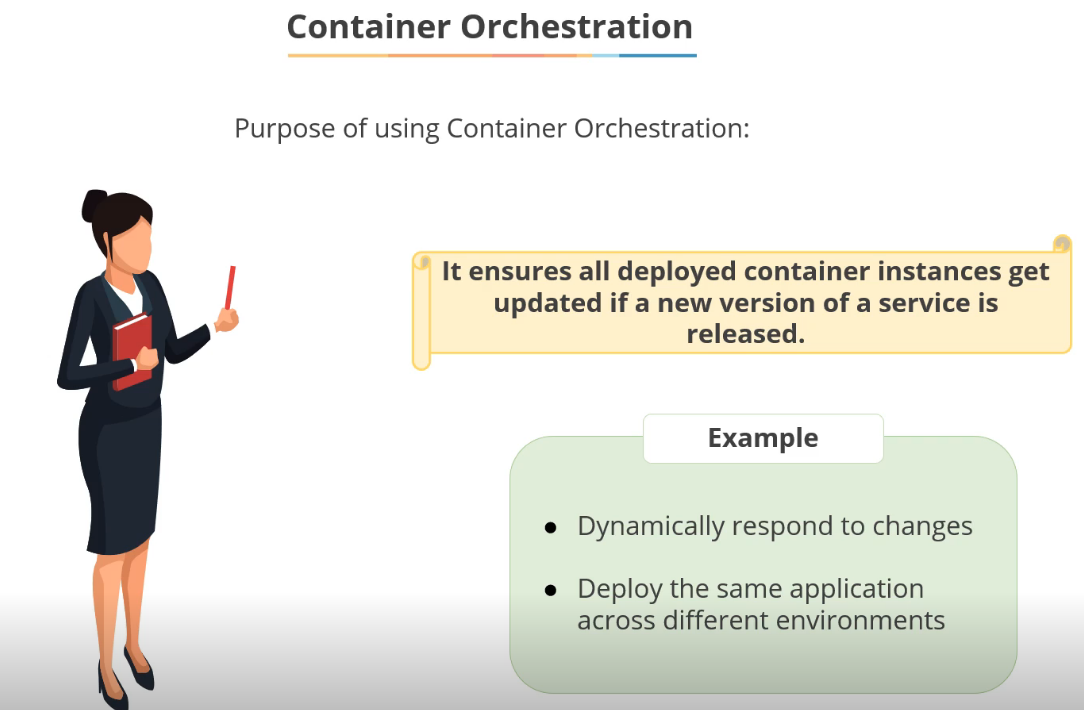 Container Orchestration
Purpose of using Container Orchestration:
It ensures all deployed container instances get
updated if a new version of a service is
released.
Example
● Dynamically respond to changes
● Deploy the same application
across different environments